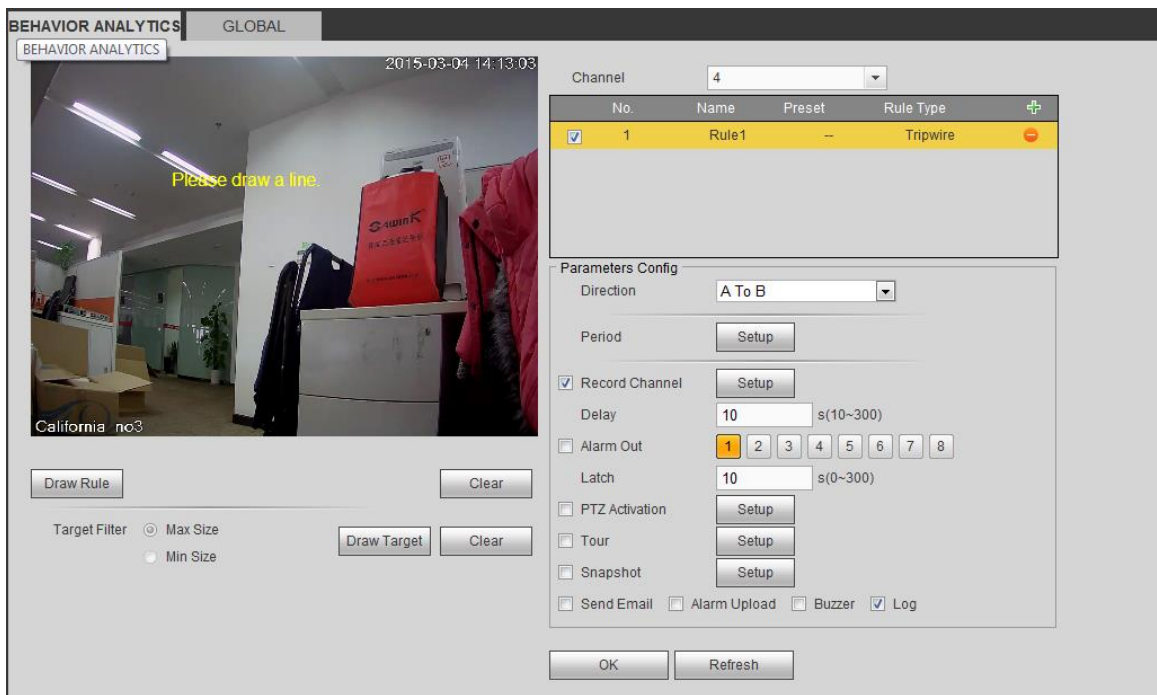 BEHAVIOR ANALYTICS GLOBAL
BEHAVIOR ANALYTICS
2015-03-04 14:13:03
Please draw a line.
SAWINK
California no3
Draw Rule Clear
Target Filter Max Size
Min Size
Draw Target Clear
Channel 4
No. Name Preset Rule Type
1 Rule1 -- Tripwire
Parameters Config
Direction A To B
Period Setup
Record Channel Setup
Delay 10 s(10~300)
Alarm Out 1 2 3 4 5 6 7 8
Latch 10 s(0~300)
PTZ Activation Setup
Tour Setup
Snapshot Setup
Send Email Alarm Upload Buzzer Log
OK Refresh